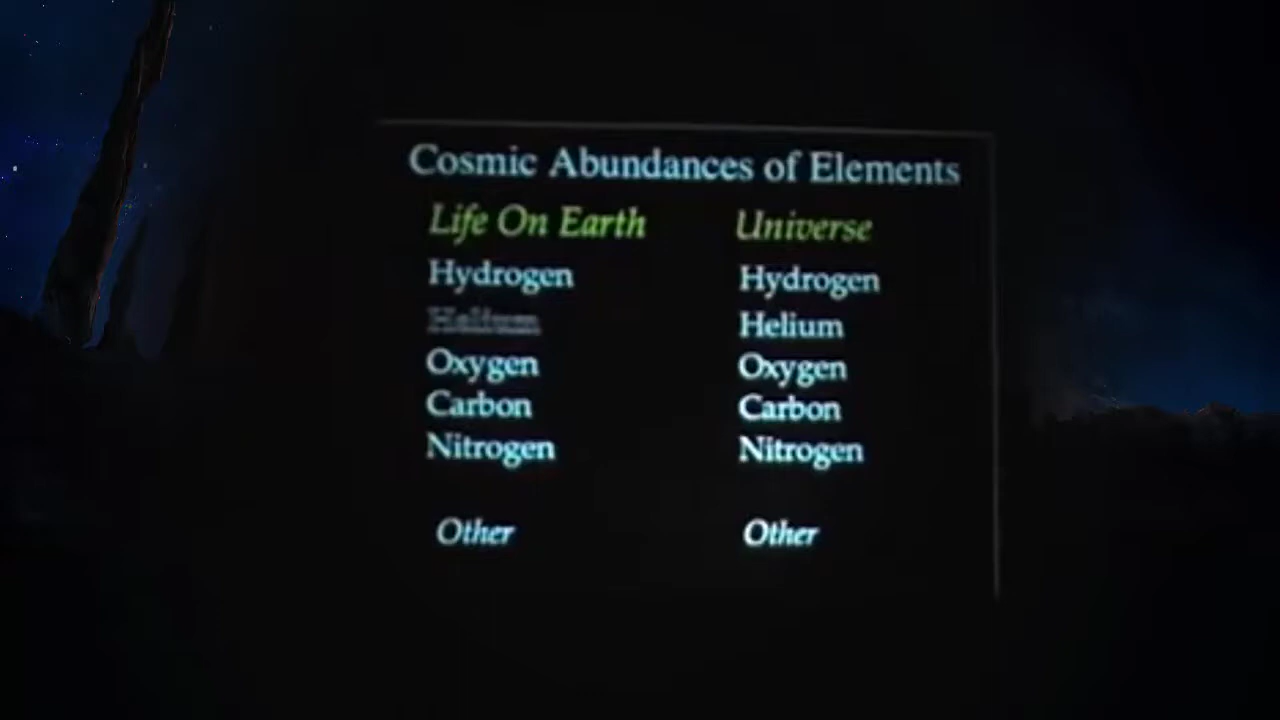 Cosmic Abundances of Elements
Life On Earth Universe
Hydrogen Hydrogen
Helium Helium
Oxygen Oxygen
Carbon Carbon
Nitrogen Nitrogen
Other Other